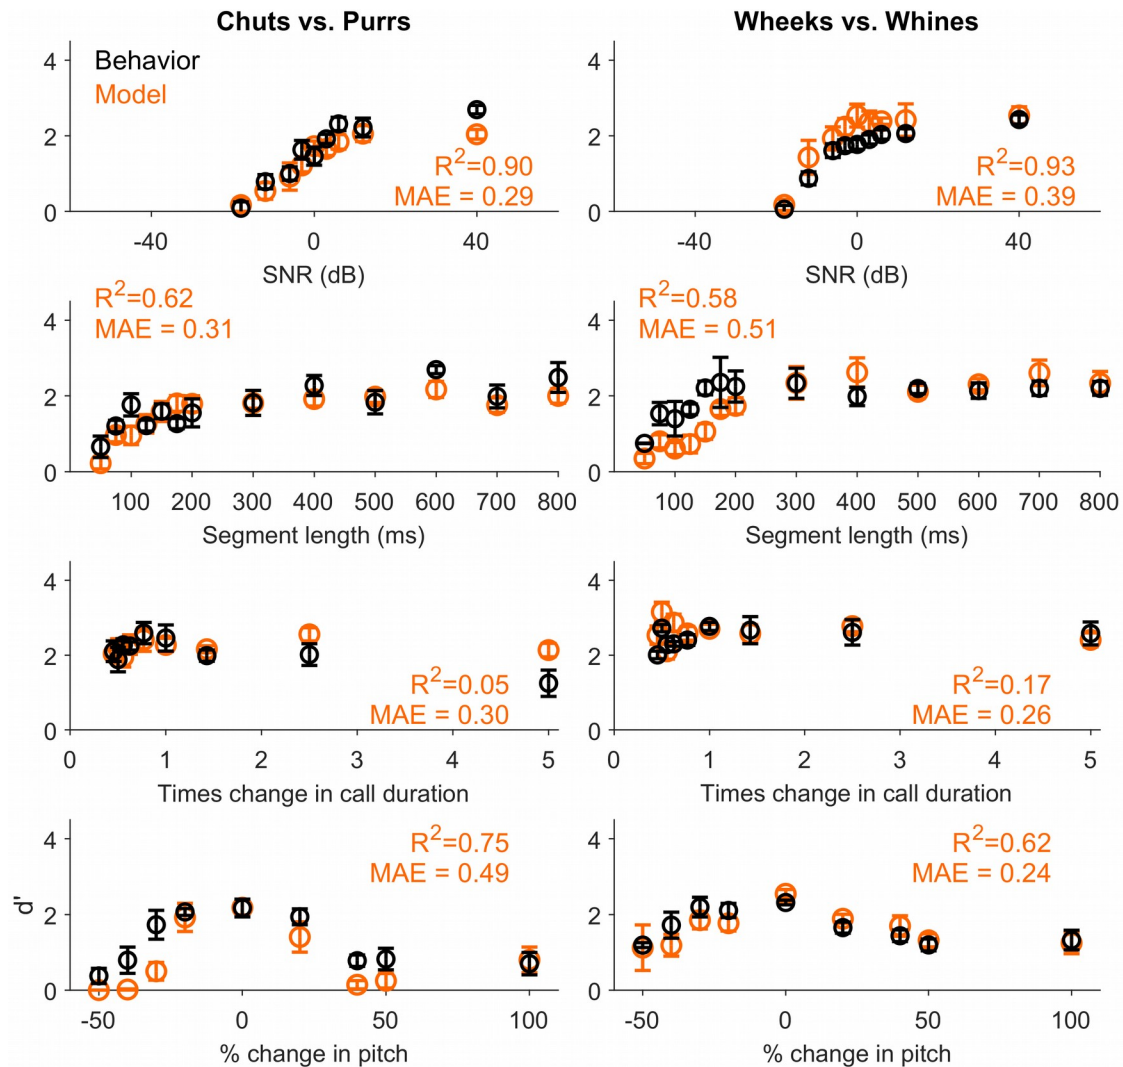 Chuts vs. Purrs
Wheeks vs. Whines
Behavior
Model
4
2
0
R²=0.90
MAE = 0.29
-40 0 40
SNR (dB)
4
2
0
R²=0.93
MAE = 0.39
-40 0 40
SNR (dB)
R²=0.62
MAE = 0.31
4
2
0
100 200 300 400 500 600 700 800
Segment length (ms)
R²=0.58
MAE = 0.51
4
2
0
100 200 300 400 500 600 700 800
Segment length (ms)
4
2
0
R²=0.05
MAE = 0.30
0 1 2 3 4 5
Times change in call duration
4
2
0
R²=0.17
MAE = 0.26
0 1 2 3 4 5
Times change in call duration
d'
4
2
0
R²=0.75
MAE = 0.49
-50 0 50 100
% change in pitch
4
2
0
R²=0.62
MAE = 0.24
-50 0 50 100
% change in pitch